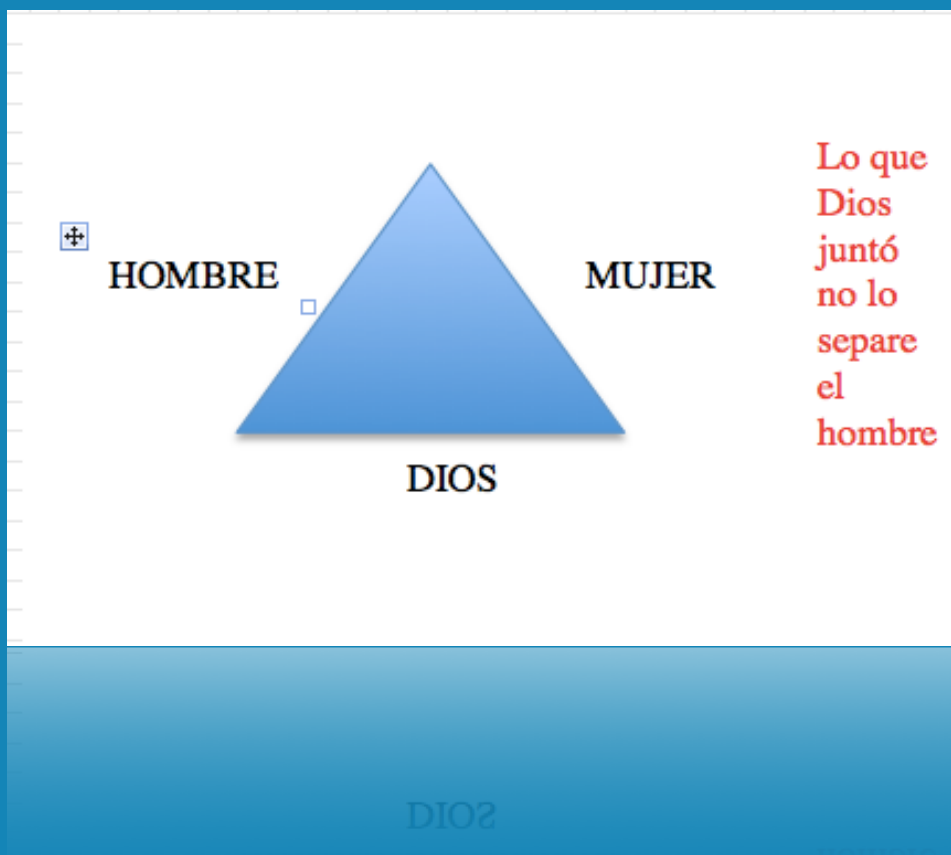 HOMBRE
MUJER
DIOS
Lo que
Dios
juntó
no lo
separe
el
hombre